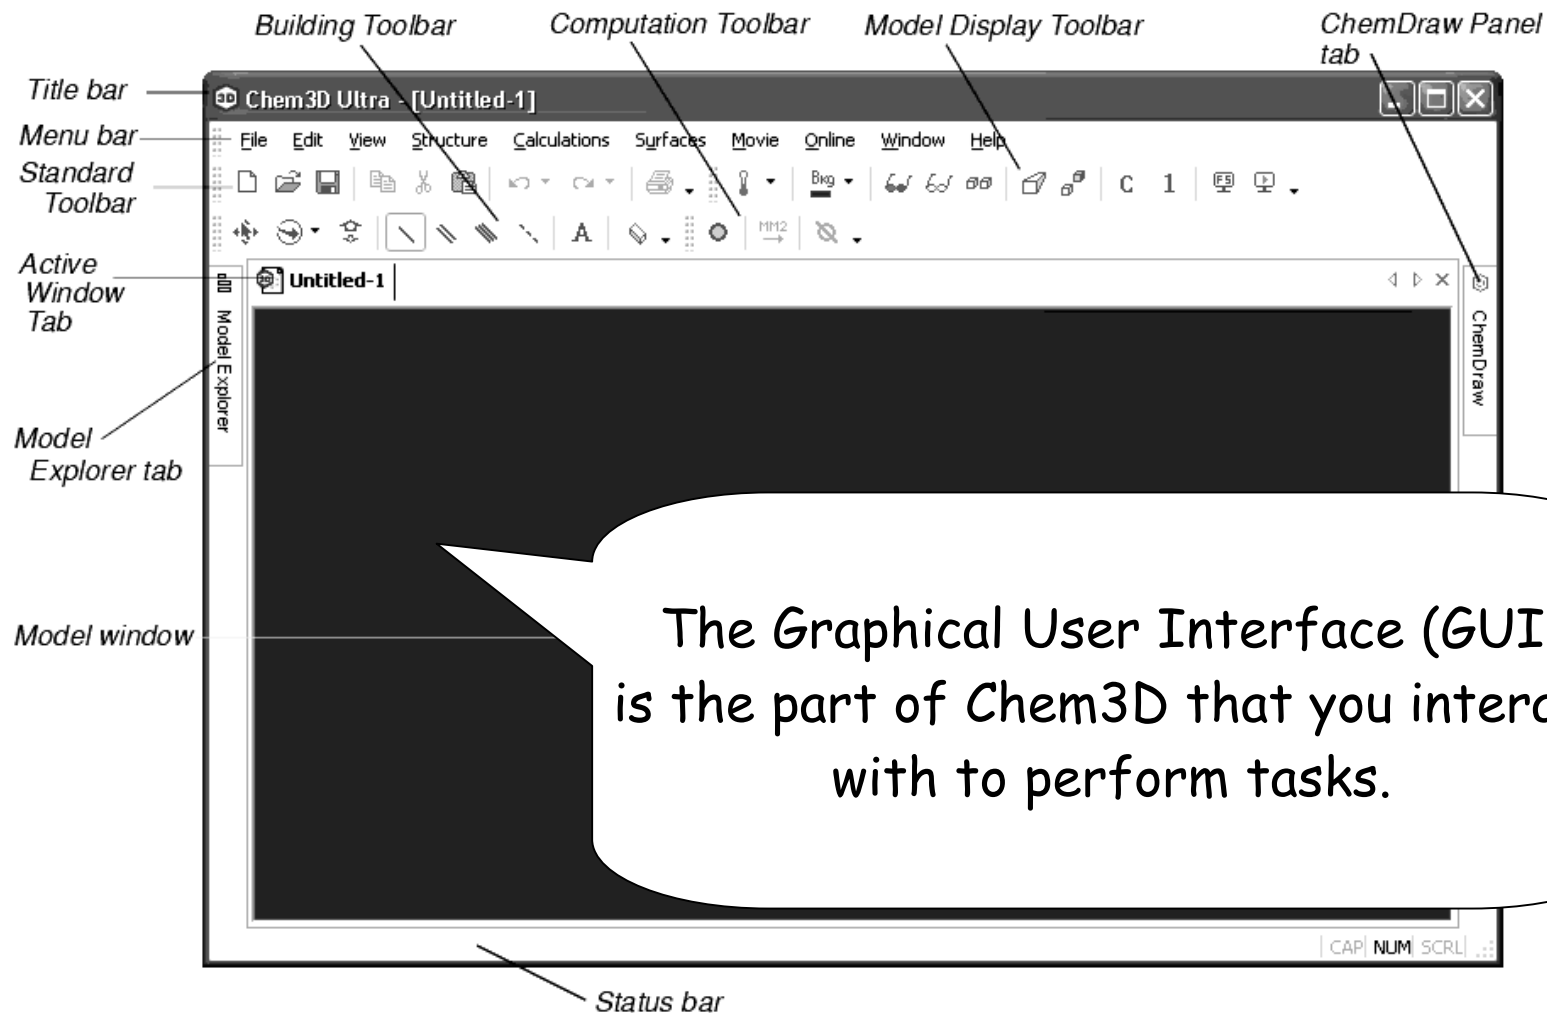 Building Toolbar
Computation Toolbar
Model Display Toolbar
ChemDraw Panel
tab
Title bar
Chem3D Ultra - [Untitled-1]
Menu bar
File Edit View Structure Calculations Surfaces Movie Online Window Help
Standard
Toolbar
Bkg
C 1
F5
MM2
A
Active
Window
Tab
Untitled-1
Model Explorer
ChemDraw
Model
Explorer tab
Model window
The Graphical User Interface (GUI
is the part of Chem3D that you intera
with to perform tasks.
CAP NUM SCRL
Status bar